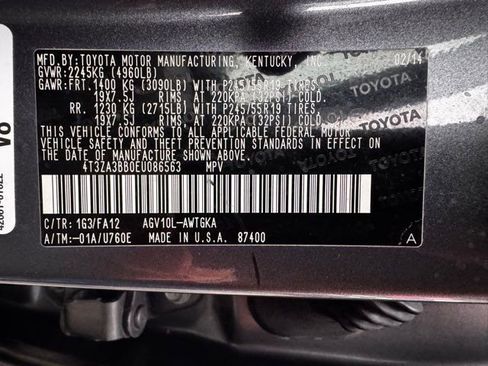 MFD.BY:TOYOTA MOTOR MANUFACTURING, KENTUCKY, INC. 02/14
GVWR:2245KG (4960LB)
GAWR:FRT.1400 KG (3090LB) WITH P245/55R19 TIRES,
19X7.5J RIMS, AT 220KPA (32PSI) COLD.
RR. 1230 KG (2715LB) WITH P245/55R19 TIRES,
19X7.5J RIMS, AT 220KPA (32PSI) COLD.
THIS VEHICLE CONFORMS TO ALL APPLICABLE FEDERAL MOTOR
VEHICLE SAFETY AND BUMPER STANDARDS IN EFFECT ON
THE DATE OF MANUFACTURE SHOWN ABOVE.
4T3ZA3BB0EU086563 MPV
C/TR: 1G3/FA12 AGV10L-AWTGKA
A/TM:-01A/U760E MADE IN U.S.A. 87400 A
TOYOTA
TOYOTA
TOYOTA
V6